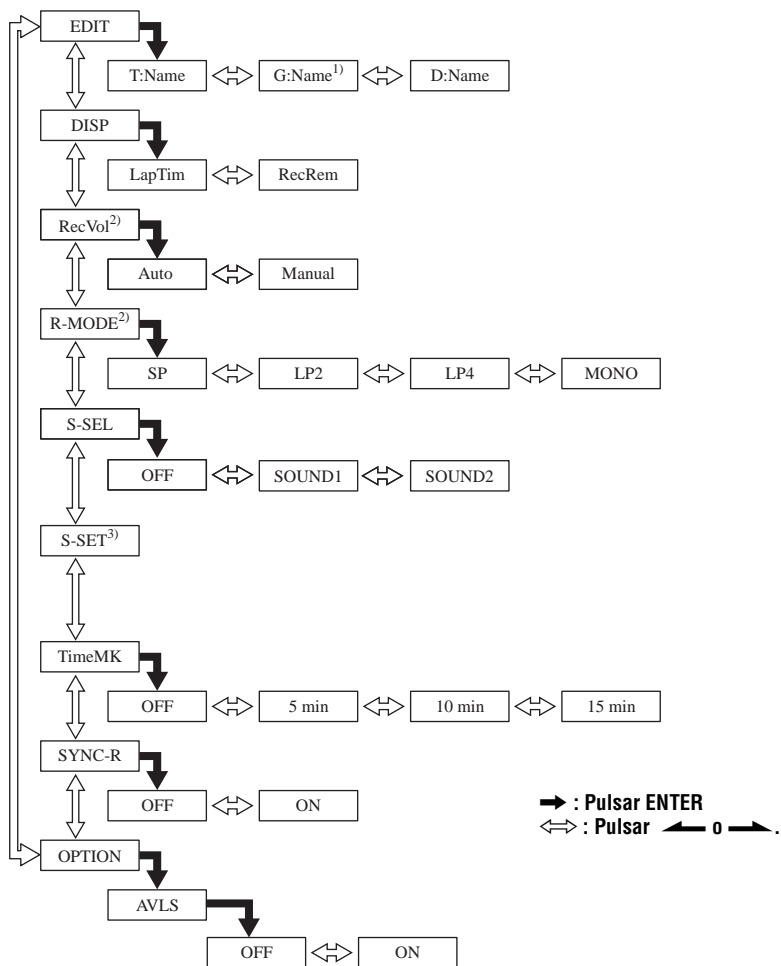 EDIT
T:Name G:Name1) D:Name
DISP
LapTim RecRem
RecVol2)
Auto Manual
R-MODE2)
SP LP2 LP4 MONO
S-SEL
OFF SOUND1 SOUND2
S-SET3)
TimeMK
OFF 5 min 10 min 15 min
SYNC-R
OFF ON
: Pulsar ENTER
: Pulsar o .
OPTION
AVLS
OFF ON